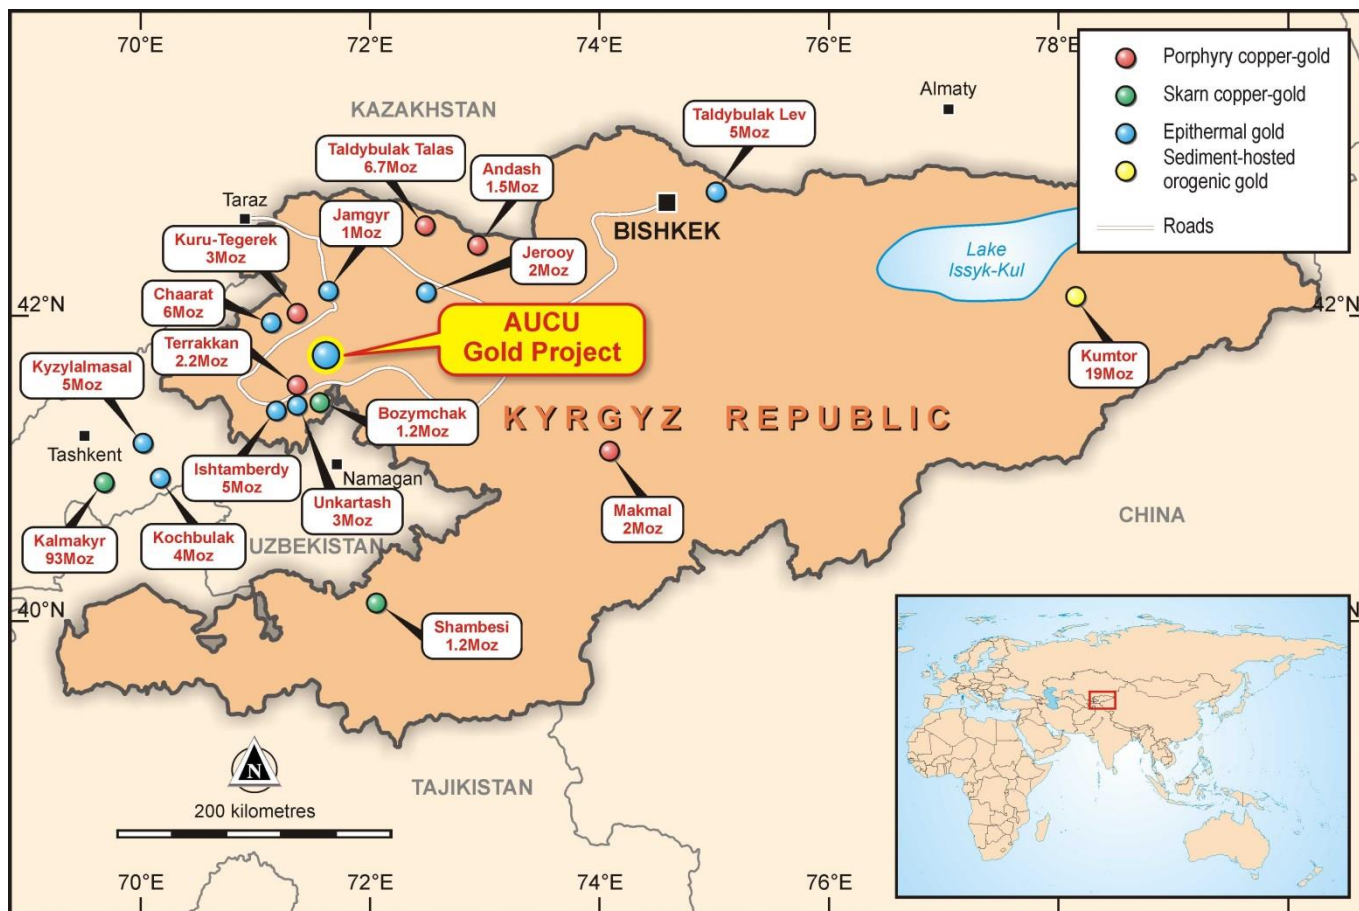 70°E
72°E
74°E
76°E
78°
Porphyry copper-gold
Skarn copper-gold
Epithermal gold
Sediment-hosted
orogenic gold
Roads
KAZAKHSTAN
Almaty
Taldybulak Lev
5Moz
Taldybulak Talas
6.7Moz
Andash
1.5Moz
Taraz
Jamgyr
1Moz
BISHKEK
Kuru-Tegerek
3Moz
Jerooy
2Moz
Lake
Issyk-Kul
Chaarat
6Moz
42°N
42°N
AUCU
Gold Project
Terrakkan
2.2Moz
Kyzylalmasal
5Moz
Kumtor
19Moz
Bozymchak
1.2Moz
KYRGYZ REPUBLIC
Tashkent
Ishtamberdy
5Moz
Namagan
Unkartash
3Moz
Makmal
2Moz
CHINA
Kalmakyr
93Moz
Kochbulak
4Moz
UZBEKISTAN
40°N
N
Shambesi
1.2Moz
N
TAJIKISTAN
200 kilometres
70°E
72°E
74°E
76°E